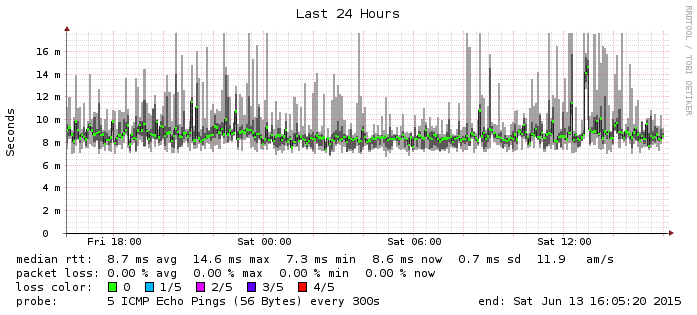 Last 24 Hours
RRDTOOL / TOBI OETIKER
Seconds
16 m
14 m
12 m
10 m
8 m
6 m
4 m
2 m
0
Fri 18:00 Sat 00:00 Sat 06:00 Sat 12:00
median rtt: 8.7 ms avg 14.6 ms max 7.3 ms min 8.6 ms now 0.7 ms sd 11.9 am/s
packet loss: 0.00 % avg 0.00 % max 0.00 % min 0.00 % now
loss color: 0 1/5 2/5 3/5 4/5
probe: 5 ICMP Echo Pings (56 Bytes) every 300s end: Sat Jun 13 16:05:20 2015